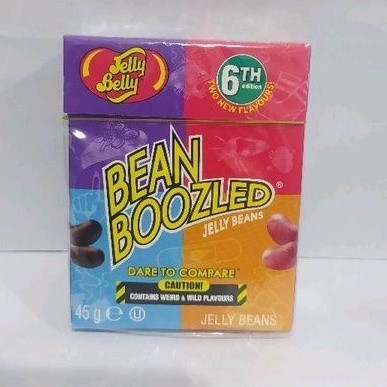 Jelly
Belly
6TH
edition
TWO NEW FLAVOURS!
BEAN
BOOZLED®
JELLY BEANS
DARE TO COMPARE™
CAUTION!
CONTAINS WEIRD & WILD FLAVOURS
45 g e U
JELLY BEANS